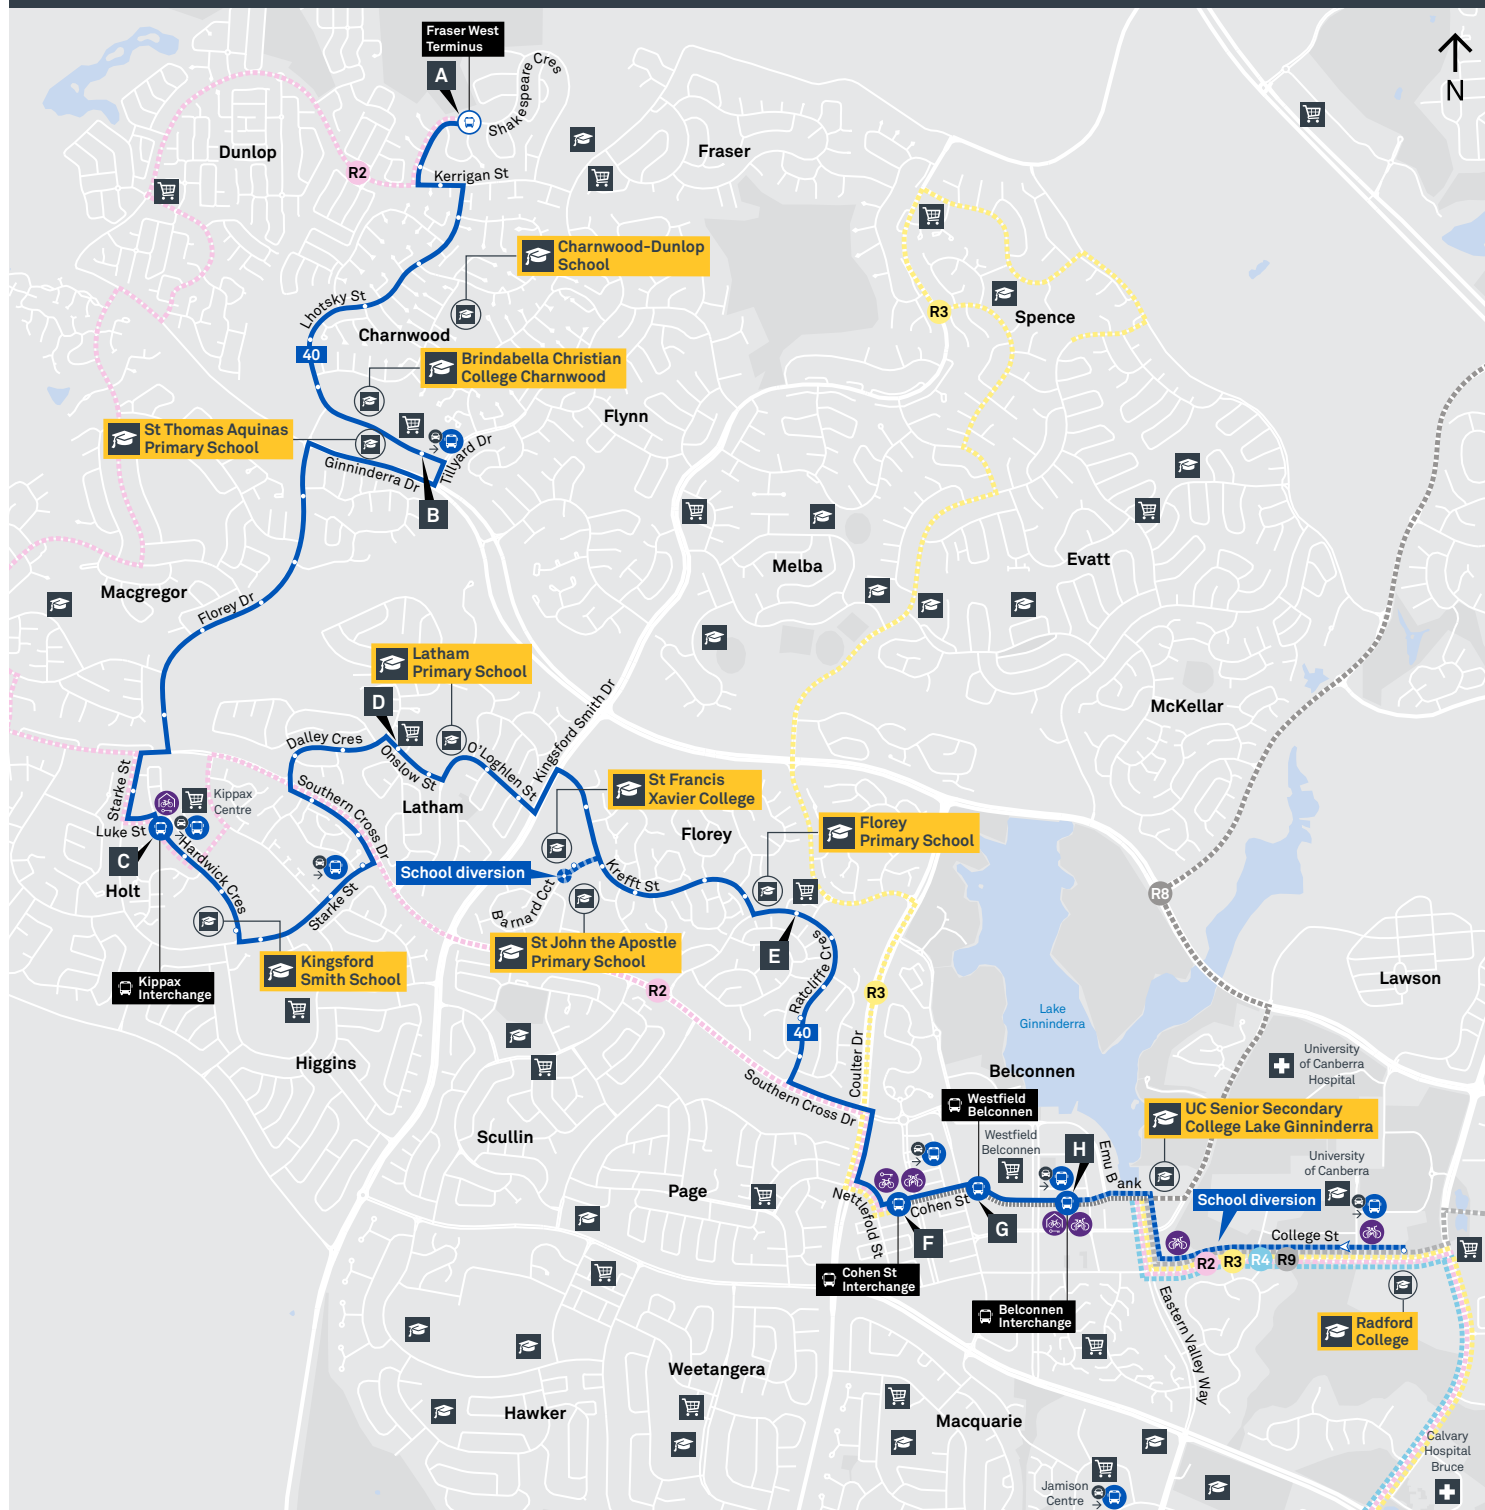 Fraser West
Terminus
A
Shakespeare Cres
N
Dunlop
Fraser
R2
Kerrigan St
Charnwood-Dunlop
School
Lhotsky St
R3
Spence
Charnwood
40
Brindabella Christian
College Charnwood
Flynn
St Thomas Aquinas
Primary School
Tillyard Dr
Ginninderra Dr
B
Melba
Evatt
Macgregor
Florey Dr
Latham
Primary School
D
Kingsford Smith Dr
McKellar
Dalley Cres
O'Loghlen St
Onslow St
Starke St
Southern Cross Dr
Kippax
Centre
Latham
St Francis
Xavier College
Luke St
Florey
Florey
Primary School
C
Hardwick Cres
School diversion
Krefft St
Holt
Starke St
Barnard Cct
R8
St John the Apostle
Primary School
E
Ratcliffe Cres
Kingsford
Smith School
Kippax
Interchange
R2
R3
Lawson
Lake
Ginninderra
40
Coulter Dr
Higgins
University
of Canberra
Hospital
Belconnen
Southern Cross Dr
Westfield
Belconnen
UC Senior Secondary
College Lake Ginninderra
Scullin
Westfield
Belconnen
H
Emu Bank
University
of Canberra
Page
Nettlefold St
Cohen St
School diversion
G
F
College St
R2
R3
R4
R9
Cohen St
Interchange
Belconnen
Interchange
Eastern Valley Way
Radford
College
Weetangera
Hawker
Macquarie
Calvary
Hospital
Bruce
Jamison
Centre